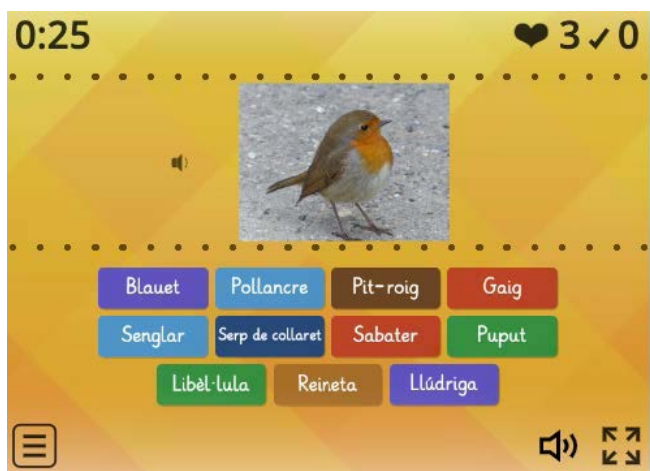 0:25 3 0
Blauet Pollancre Pit-roig Gaig
Senglar Serp de collaret Sabater Puput
Libèl·lula Reineta Llúdriga